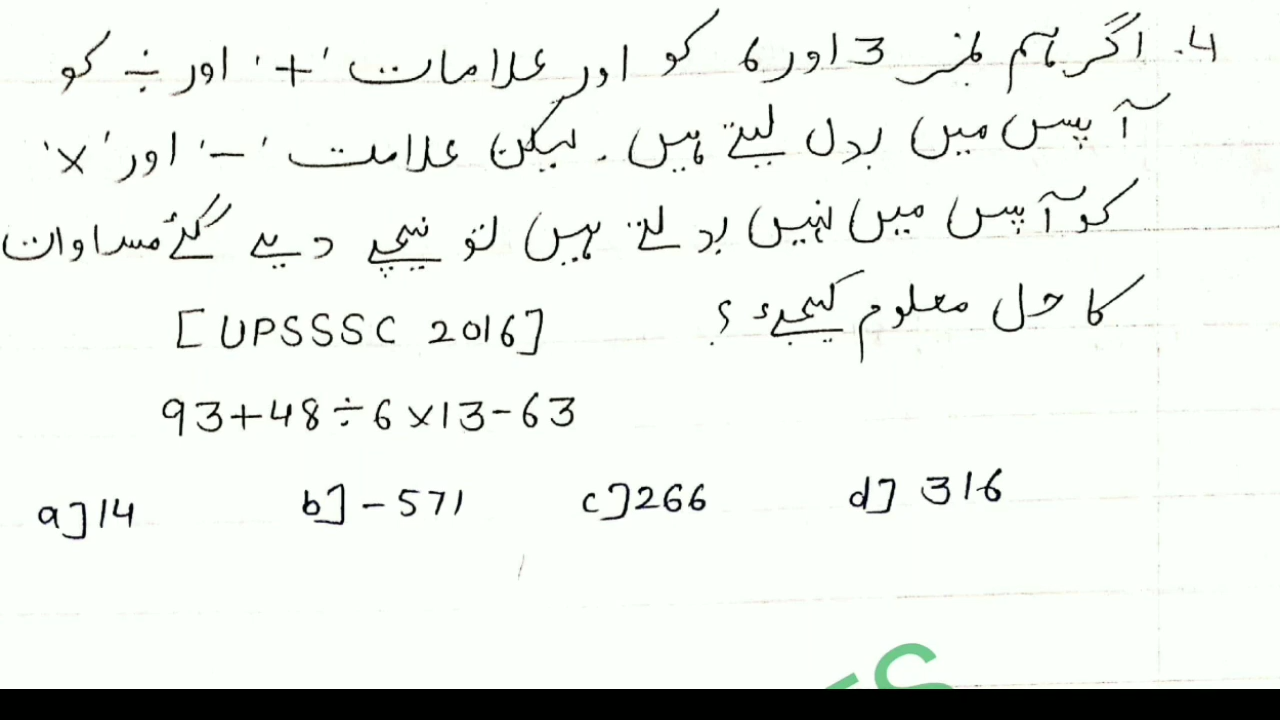 4. اگر ہم نمبر 3 اور 6 کو اور علامات '+' اور ÷ کو
آپس میں بدل لیتے ہیں. لیکن علامت '-' اور 'x'
کو آپس میں نہیں بدلتے ہیں تو نیچے دیے گئے مساوات
کا حل معلوم کیجیے؟
[UPSSSC 2016]
93+48÷6×13-63
a] 14 b] -571 c] 266 d] 316